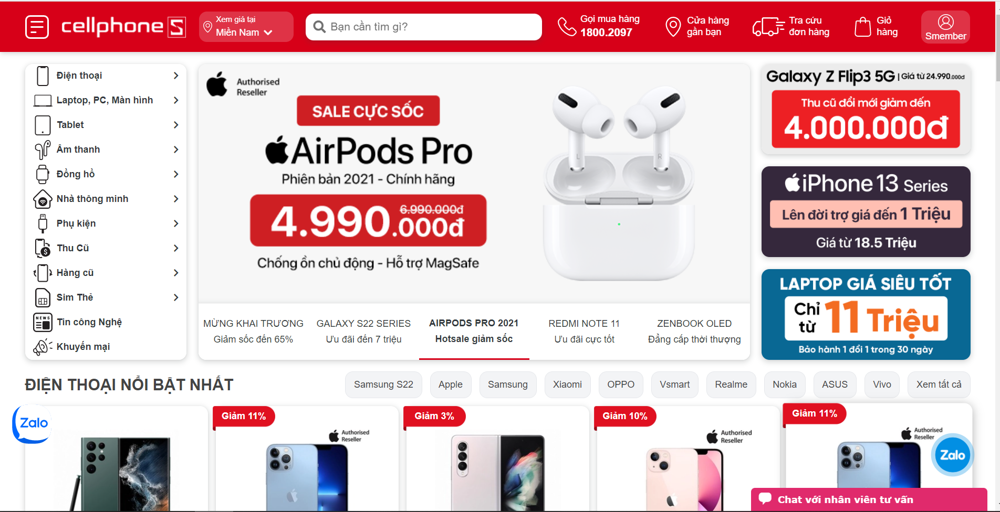 cellphoneS
Xem giá tại
Miền Nam
Bạn cần tìm gì?
Gọi mua hàng
1800.2097
Cửa hàng
gần bạn
Tra cứu
đơn hàng
Giỏ
hàng
Smember
Điện thoại
Laptop, PC, Màn hình
Tablet
Âm thanh
Đồng hồ
Nhà thông minh
Phụ kiện
Thu Cũ
Hàng cũ
Sim Thẻ
NEWS
Tin công Nghệ
Khuyến mại
Authorised
Reseller
SALE CỰC SỐC
AirPods Pro
Phiên bản 2021 - Chính hãng
6.990.000đ
4.990.000đ
Chống ồn chủ động - Hỗ trợ MagSafe
L
R
MỪNG KHAI TRƯƠNG
Giảm sốc đến 65%
GALAXY S22 SERIES
Ưu đãi đến 7 triệu
AIRPODS PRO 2021
Hotsale giảm sốc
REDMI NOTE 11
Ưu đãi cực tốt
ZENBOOK OLED
Đẳng cấp thời thượng
Galaxy Z Flip3 5G | Giá từ 24.990.000đ
Thu cũ đổi mới giảm đến
4.000.000đ
iPhone 13 Series
Lên đời trợ giá đến 1 Triệu
Giá từ 18.5 Triệu
LAPTOP GIÁ SIÊU TỐT
Chỉ từ 11 Triệu
Bảo hành 1 đổi 1 trong 30 ngày
ĐIỆN THOẠI NỔI BẬT NHẤT
Samsung S22
Apple
Samsung
Xiaomi
OPPO
Vsmart
Realme
Nokia
ASUS
Vivo
Xem tất cả
Zalo
Giảm 11%
Authorised
Reseller
Giảm 3%
Giảm 10%
Authorised
Reseller
Giảm 11%
Authorised
Reseller
Zalo
Chat với nhân viên tư vấn